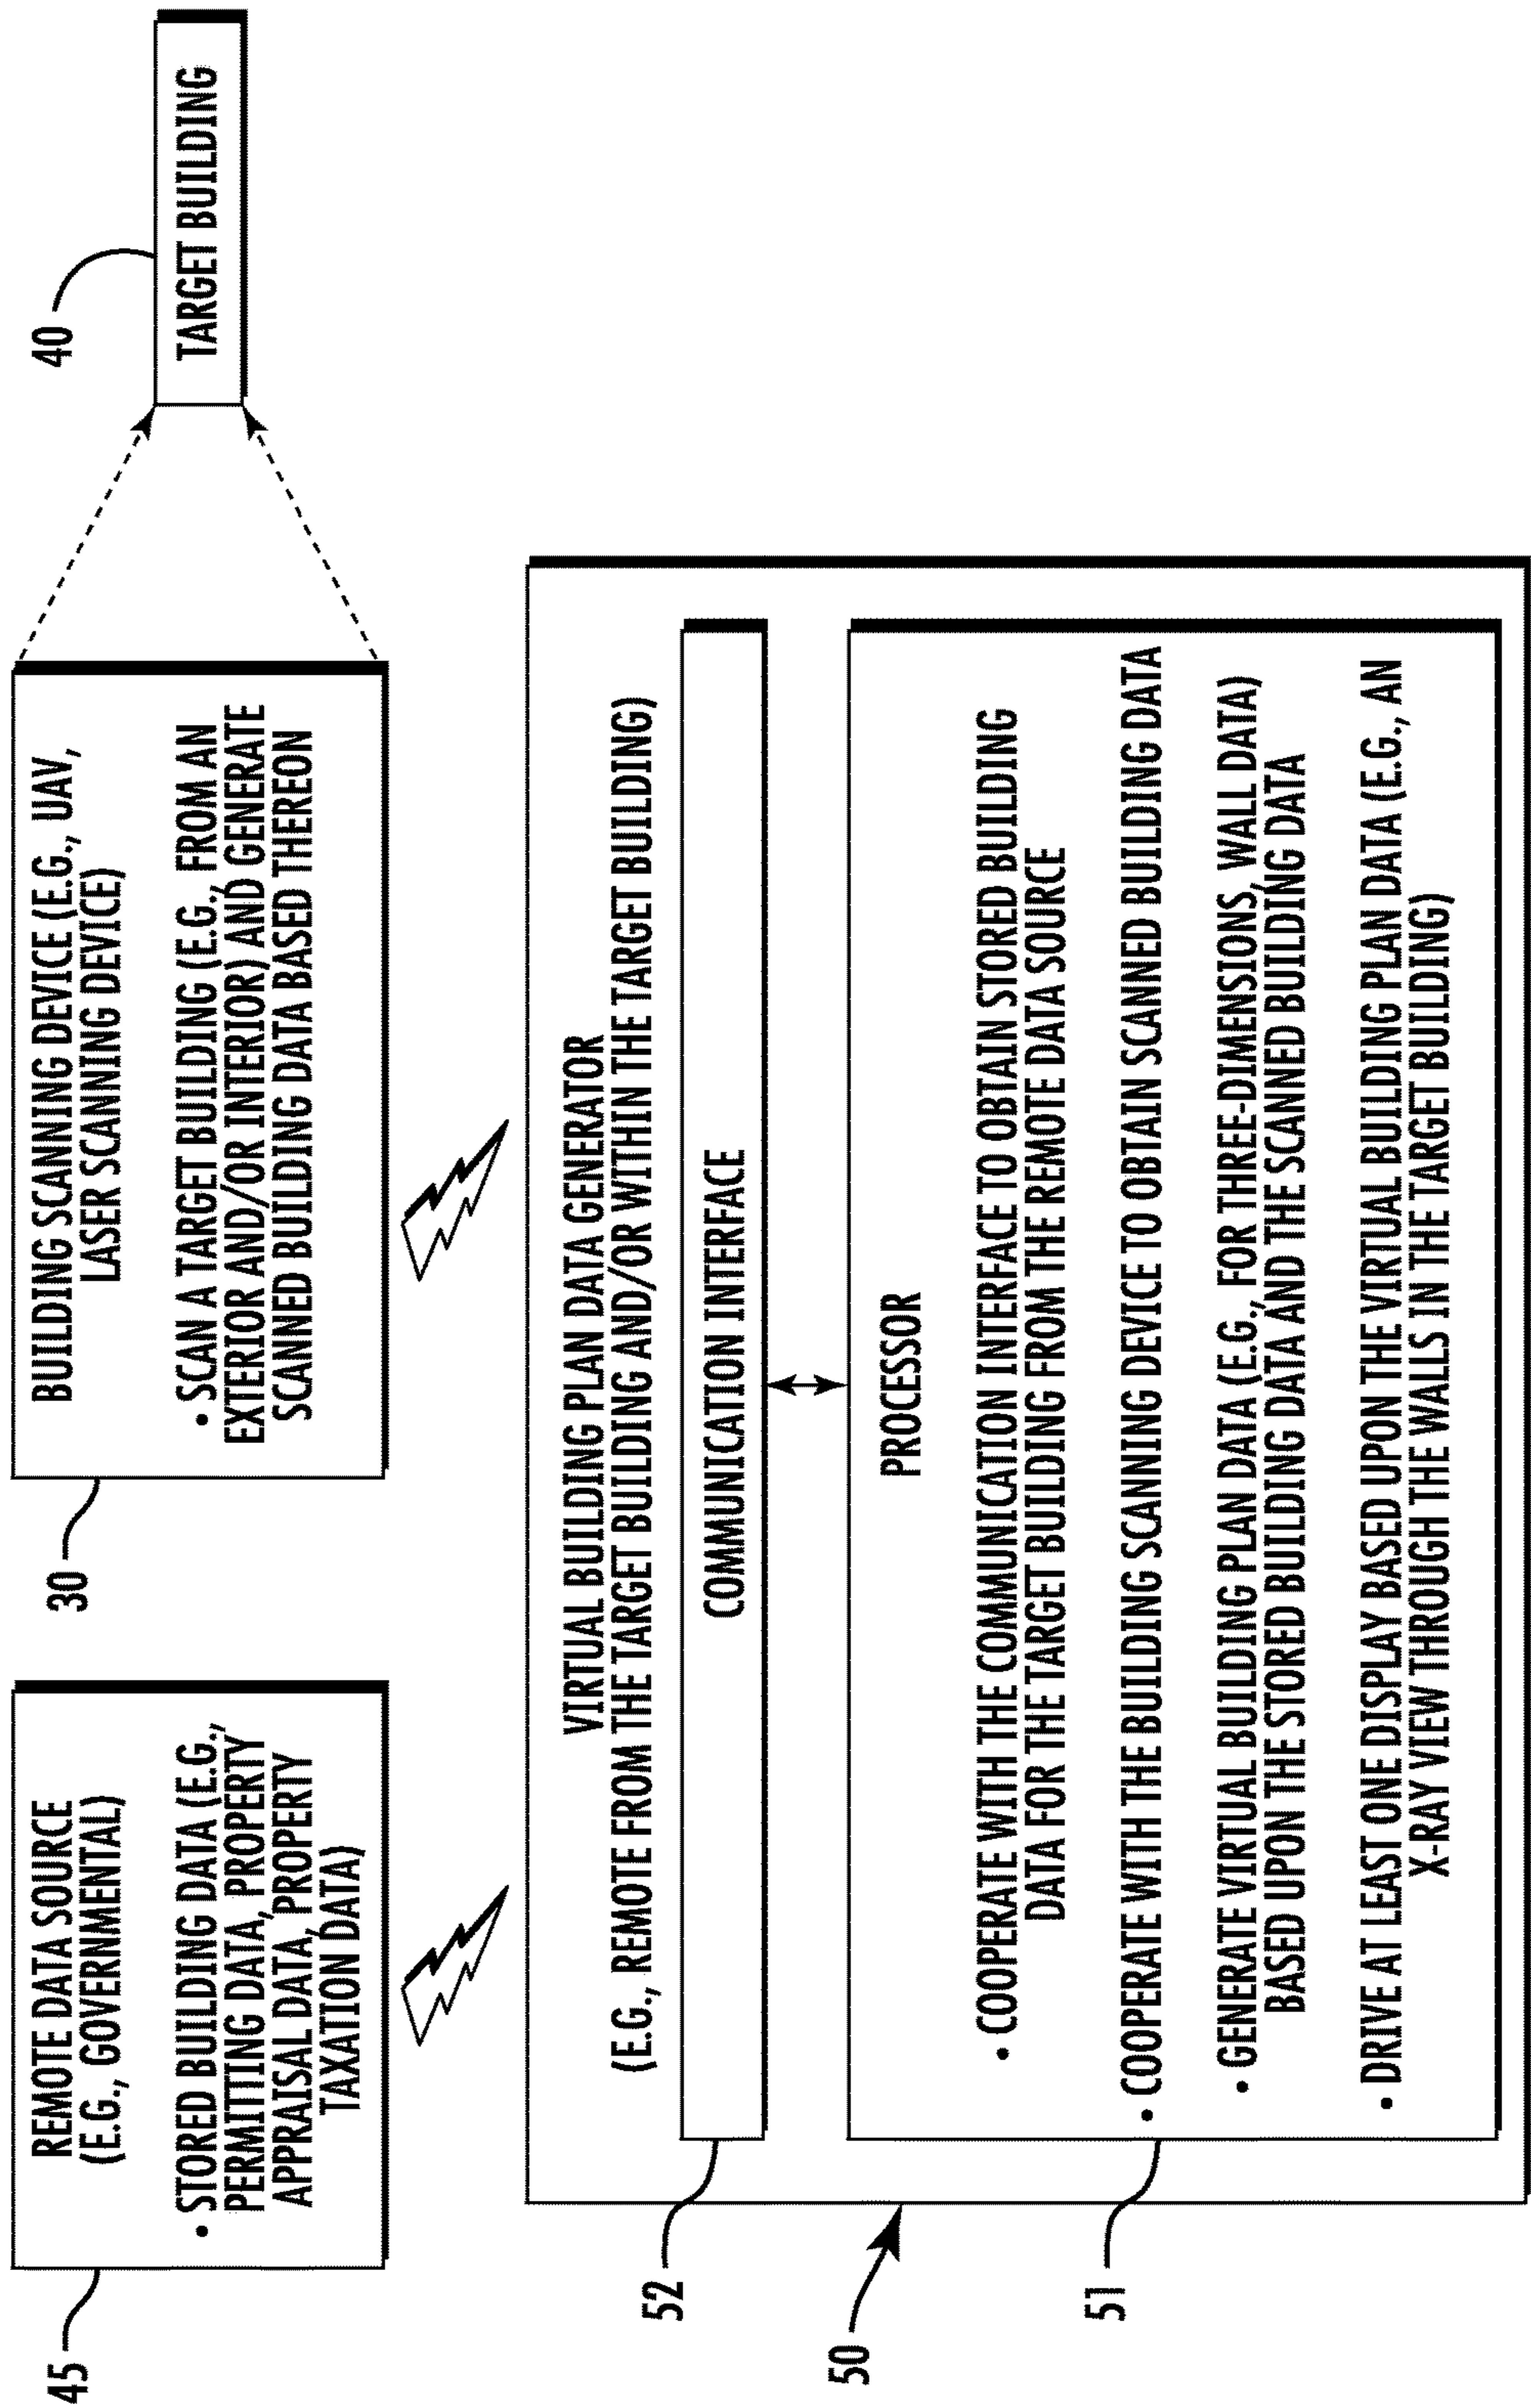 45
REMOTE DATA SOURCE
(E.G., GOVERNMENTAL)
• STORED BUILDING DATA (E.G.,
PERMITTING DATA, PROPERTY
APPRAISAL DATA, PROPERTY
TAXATION DATA)
30
BUILDING SCANNING DEVICE (E.G., UAV,
LASER SCANNING DEVICE)
• SCAN A TARGET BUILDING (E.G., FROM AN
EXTERIOR AND/OR INTERIOR) AND GENERATE
SCANNED BUILDING DATA BASED THEREON
40
TARGET BUILDING
50
VIRTUAL BUILDING PLAN DATA GENERATOR
(E.G., REMOTE FROM THE TARGET BUILDING AND/OR WITHIN THE TARGET BUILDING)
52
COMMUNICATION INTERFACE
51
PROCESSOR
• COOPERATE WITH THE COMMUNICATION INTERFACE TO OBTAIN STORED BUILDING
DATA FOR THE TARGET BUILDING FROM THE REMOTE DATA SOURCE
• COOPERATE WITH THE BUILDING SCANNING DEVICE TO OBTAIN SCANNED BUILDING DATA
• GENERATE VIRTUAL BUILDING PLAN DATA (E.G., FOR THREE-DIMENSIONS, WALL DATA)
BASED UPON THE STORED BUILDING DATA AND THE SCANNED BUILDING DATA
• DRIVE AT LEAST ONE DISPLAY BASED UPON THE VIRTUAL BUILDING PLAN DATA (E.G., AN
X-RAY VIEW THROUGH THE WALLS IN THE TARGET BUILDING)